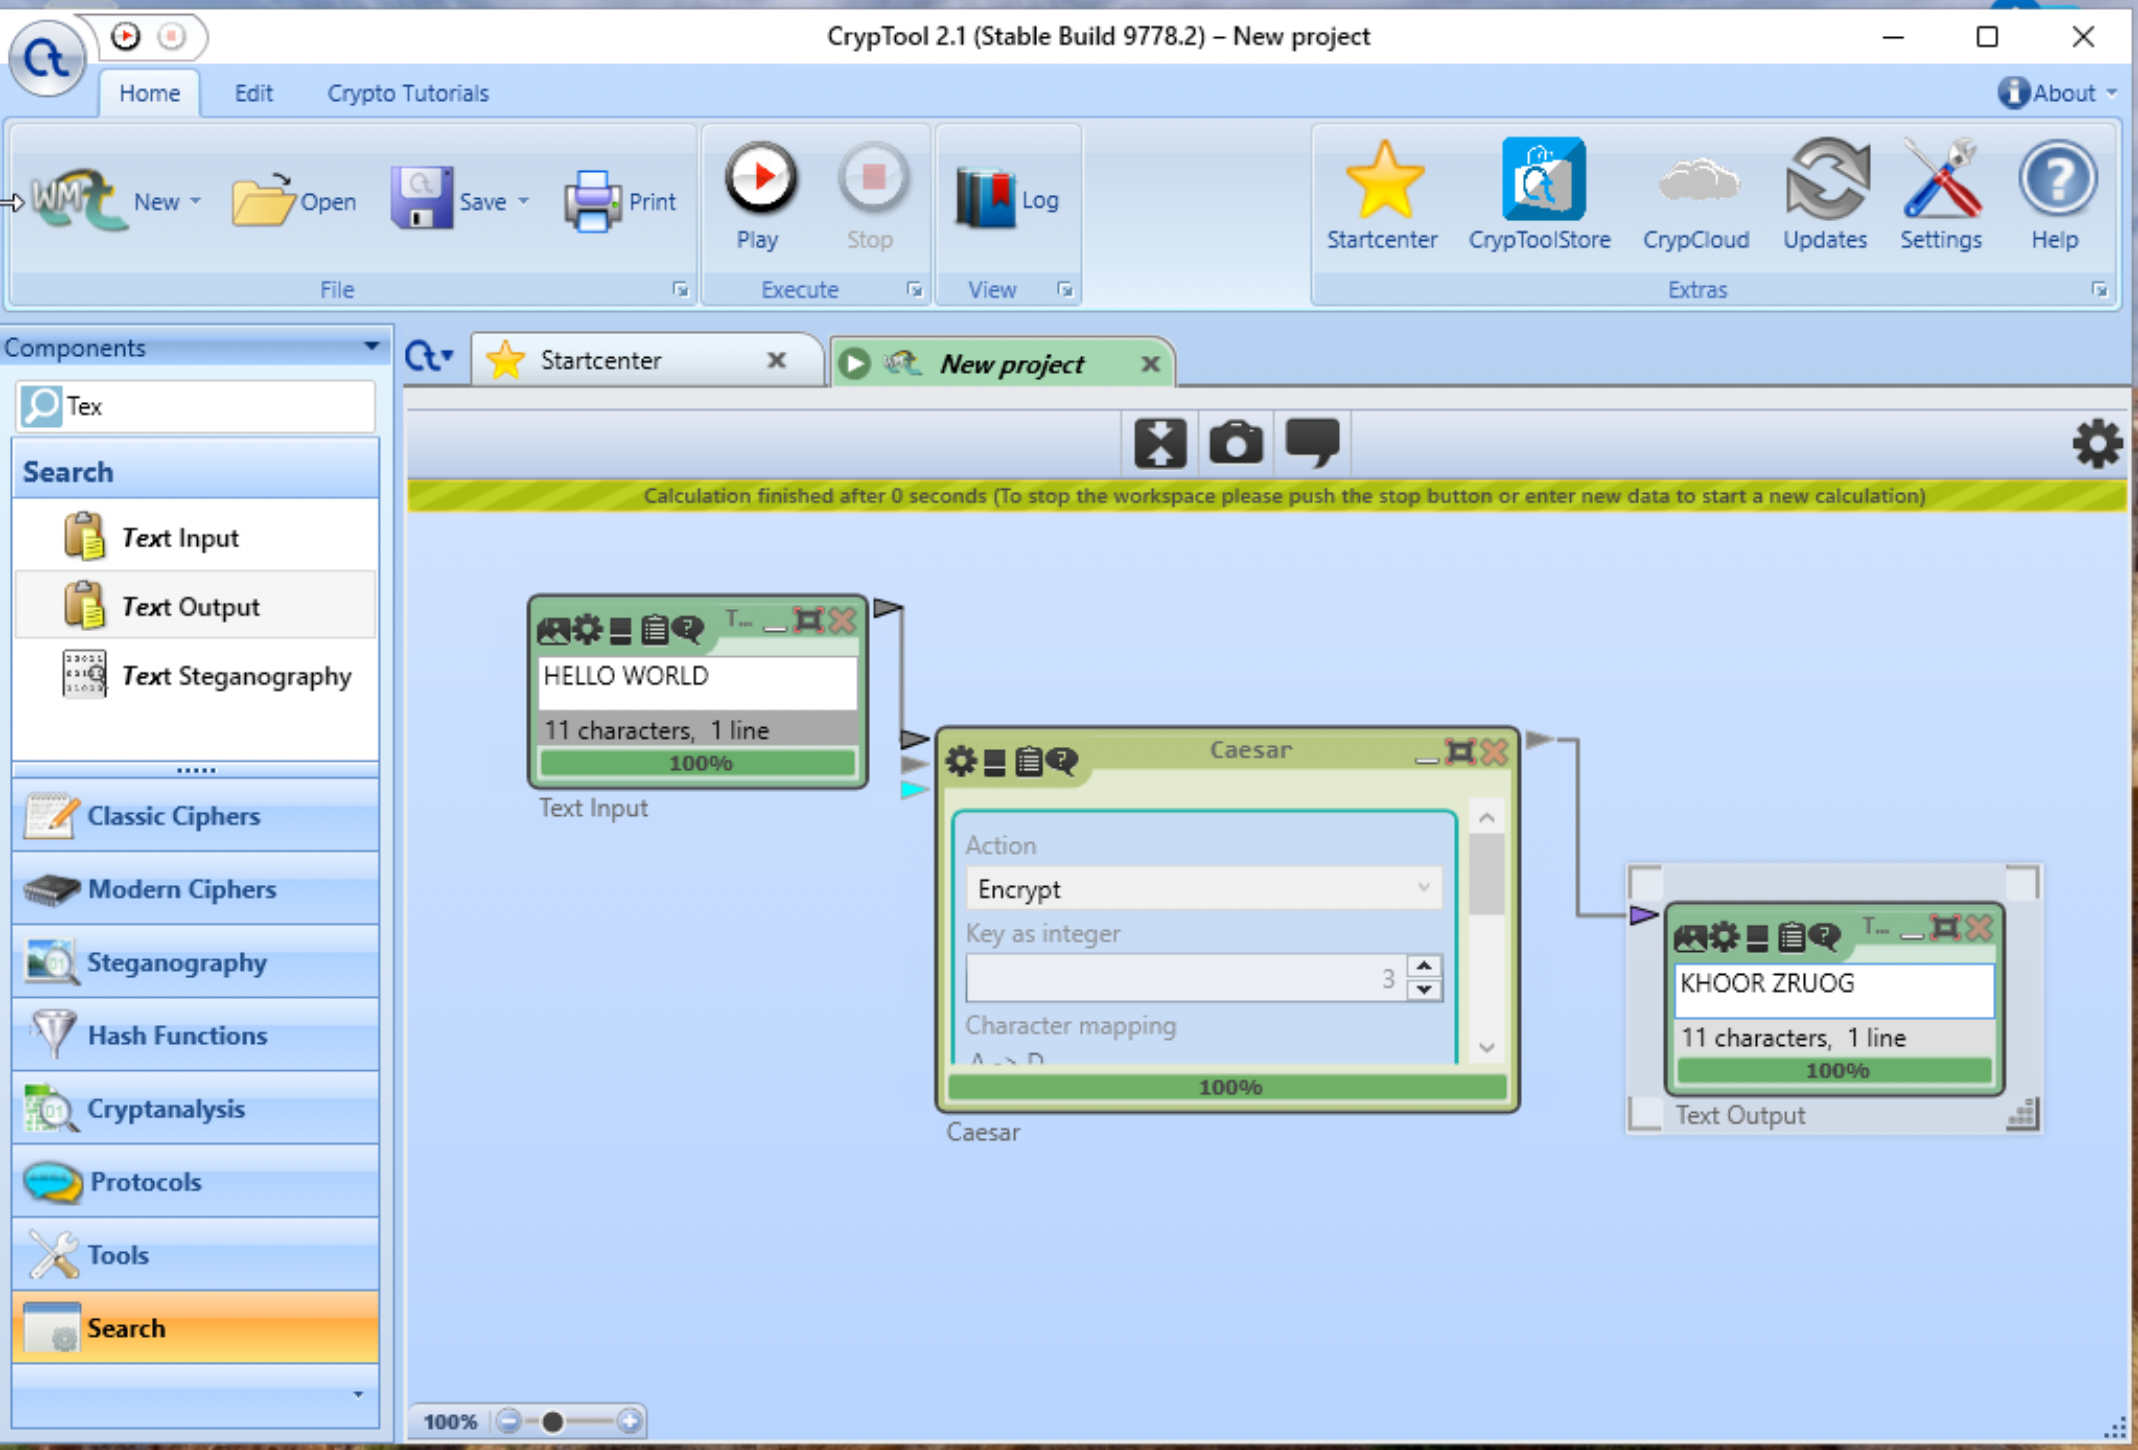 CrypTool 2.1 (Stable Build 9778.2) – New project
Home Edit Crypto Tutorials About
New Open Save Print Play Stop Log Startcenter CrypToolStore CrypCloud Updates Settings Help
File Execute View Extras
Components
Tex
Search
Text Input
Text Output
Text Steganography
Classic Ciphers
Modern Ciphers
Steganography
Hash Functions
Cryptanalysis
Protocols
Tools
Search
Startcenter
New project
Calculation finished after 0 seconds (To stop the workspace please push the stop button or enter new data to start a new calculation)
T...
HELLO WORLD
11 characters, 1 line
100%
Text Input
Caesar
Action
Encrypt
Key as integer
3
Character mapping
A -> D
100%
Caesar
T...
KHOOR ZRUOG
11 characters, 1 line
100%
Text Output
100%